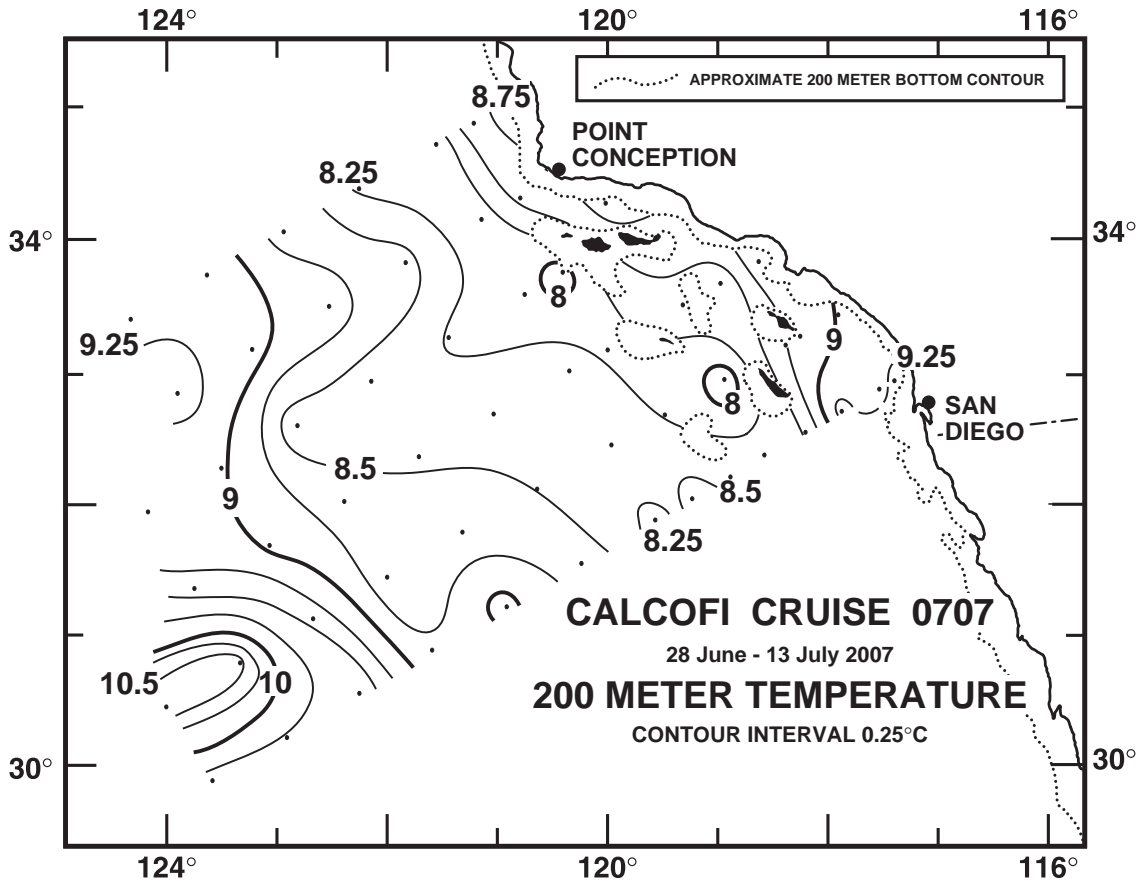 124° 120° 116°
APPROXIMATE 200 METER BOTTOM CONTOUR
8.75
POINT
CONCEPTION
8.25
34° 34°
8
9.25
9
9.25
8
SAN
DIEGO
8.5
9
8.5
8.25
CALCOFI CRUISE 0707
28 June - 13 July 2007
10.5
10
200 METER TEMPERATURE
CONTOUR INTERVAL 0.25°C
30° 30°
124° 120° 116°